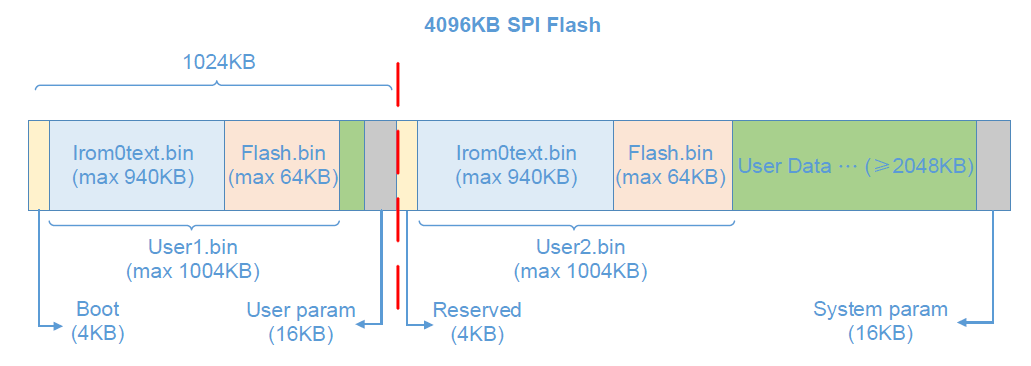 4096KB SPI Flash
1024KB
Irom0text.bin
(max 940KB)
Flash.bin
(max 64KB)
Irom0text.bin
(max 940KB)
Flash.bin
(max 64KB)
User Data ··· (≥2048KB)
User1.bin
(max 1004KB)
User2.bin
(max 1004KB)
Boot
(4KB)
User param
(16KB)
Reserved
(4KB)
System param
(16KB)